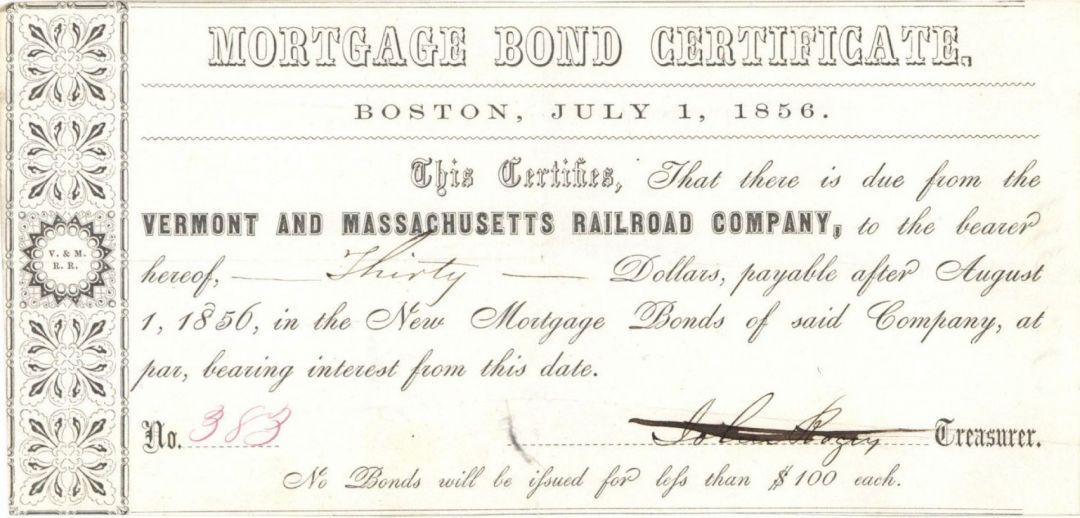 MORTGAGE BOND CERTIFICATE.
BOSTON, JULY 1, 1856.
This Certifies, That there is due from the
VERMONT AND MASSACHUSETTS RAILROAD COMPANY, to the bearer
hereof, — Thirty — Dollars, payable after August
1, 1856, in the New Mortgage Bonds of said Company, at
par, bearing interest from this date.
V. & M.
R. R.
No. 383
John Rogers Treasurer.
No Bonds will be issued for less than $100 each.